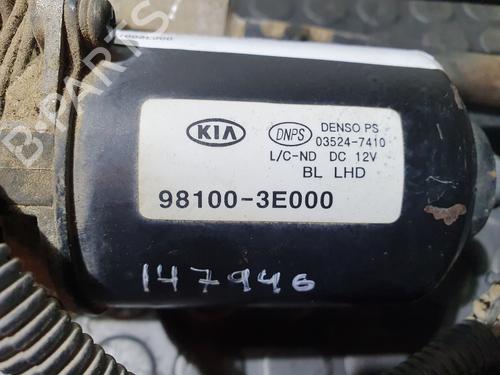 KIA
DNPS
DENSO PS
03524-7410
L/C-ND DC 12V
BL LHD
98100-3E000
147946